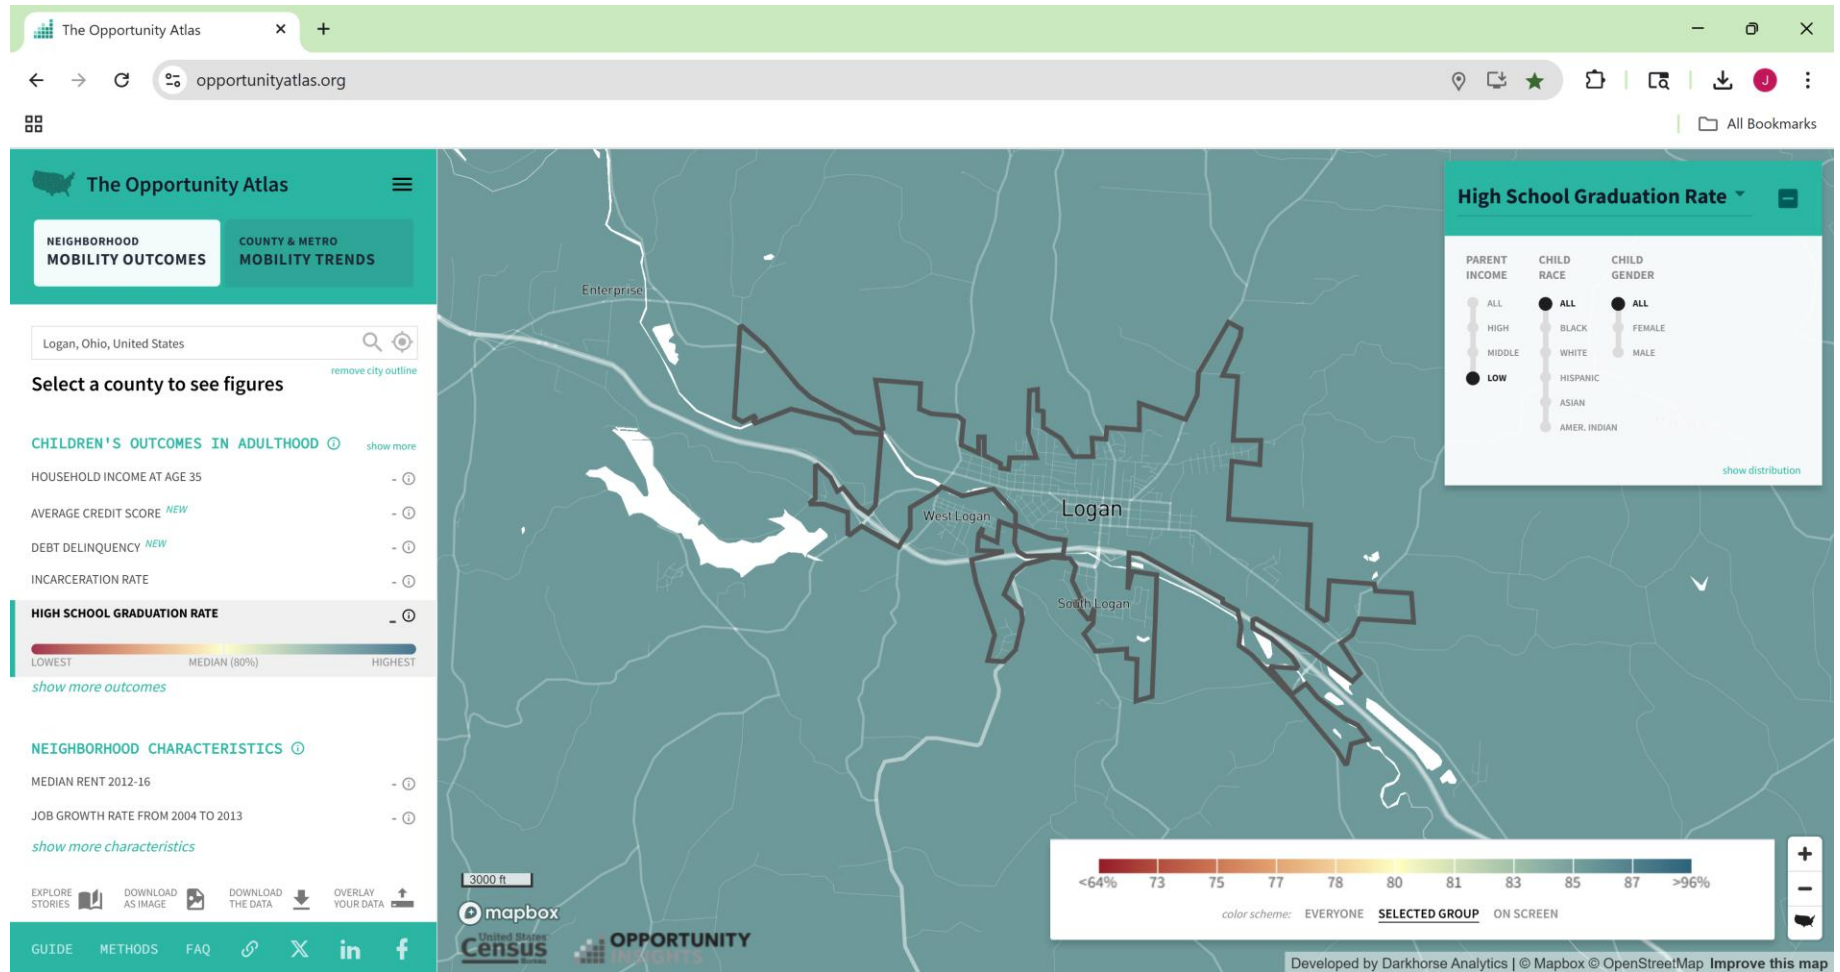 The Opportunity Atlas
opportunityatlas.org
J
All Bookmarks
The Opportunity Atlas
NEIGHBORHOOD
MOBILITY OUTCOMES
COUNTY & METRO
MOBILITY TRENDS
Logan, Ohio, United States
remove city outline
Select a county to see figures
CHILDREN'S OUTCOMES IN ADULTHOOD
show more
HOUSEHOLD INCOME AT AGE 35 -
AVERAGE CREDIT SCORE NEW -
DEBT DELINQUENCY NEW -
INCARCERATION RATE -
HIGH SCHOOL GRADUATION RATE -
LOWEST MEDIAN (80%) HIGHEST
show more outcomes
NEIGHBORHOOD CHARACTERISTICS
MEDIAN RENT 2012-16 -
JOB GROWTH RATE FROM 2004 TO 2013 -
show more characteristics
EXPLORE STORIES
DOWNLOAD AS IMAGE
DOWNLOAD THE DATA
OVERLAY YOUR DATA
GUIDE METHODS FAQ
Enterprise
West Logan
Logan
South Logan
3000 ft
mapbox
United States
Census
Bureau
OPPORTUNITY
INSIGHTS
High School Graduation Rate
PARENT INCOME
ALL
HIGH
MIDDLE
LOW
CHILD RACE
ALL
BLACK
WHITE
HISPANIC
ASIAN
AMER. INDIAN
CHILD GENDER
ALL
FEMALE
MALE
show distribution
<64% 73 75 77 78 80 81 83 85 87 >96%
color scheme: EVERYONE SELECTED GROUP ON SCREEN
Developed by Darkhorse Analytics | © Mapbox © OpenStreetMap Improve this map